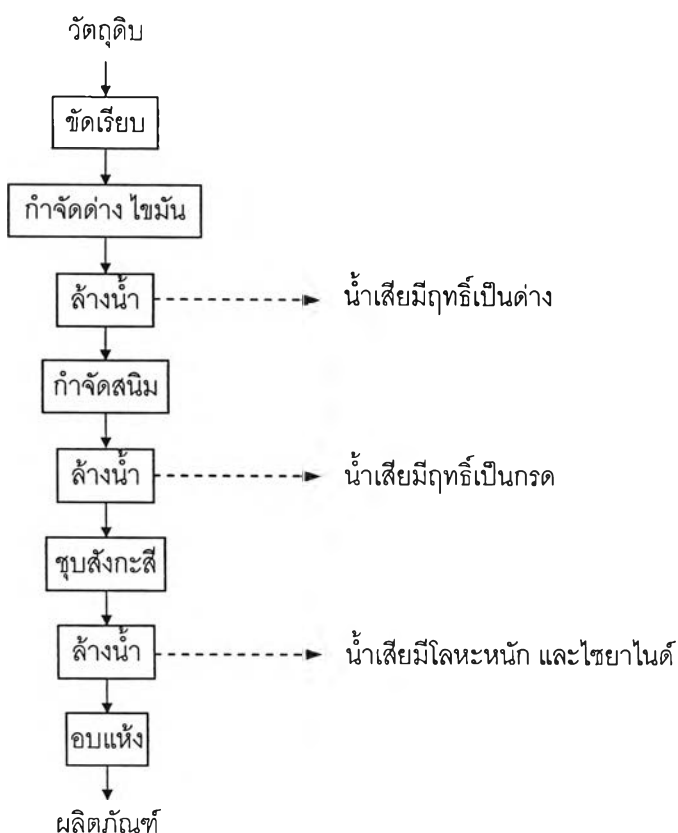 วัตถุดิบ
ขัดเรียบ
กำจัดด่าง ไขมัน
ล้างน้ำ
น้ำเสียมีฤทธิ์เป็นด่าง
กำจัดสนิม
ล้างน้ำ
น้ำเสียมีฤทธิ์เป็นกรด
ชุบสังกะสี
ล้างน้ำ
น้ำเสียมีโลหะหนัก และไซยาไนด์
อบแห้ง
ผลิตภัณฑ์